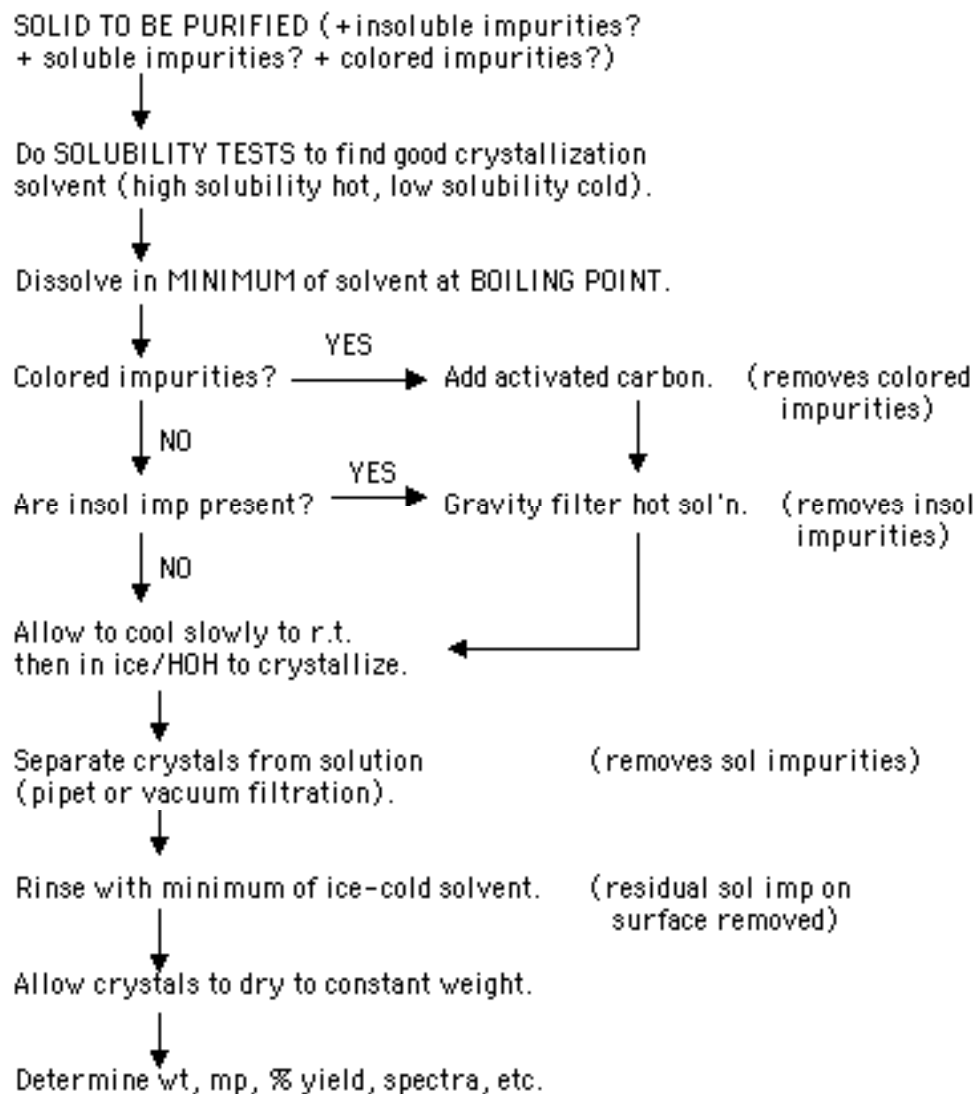 SOLID TO BE PURIFIED (+insoluble impurities?
+ soluble impurities? + colored impurities?)
Do SOLUBILITY TESTS to find good crystallization
solvent (high solubility hot, low solubility cold).
Dissolve in MINIMUM of solvent at BOILING POINT.
YES
Colored impurities?
Add activated carbon.
(removes colored
impurities)
NO
YES
Are insol imp present?
Gravity filter hot sol'n.
(removes insol
impurities)
NO
Allow to cool slowly to r.t.
then in ice/HOH to crystallize.
Separate crystals from solution
(pipet or vacuum filtration).
(removes sol impurities)
Rinse with minimum of ice-cold solvent.
(residual sol imp on
surface removed)
Allow crystals to dry to constant weight.
Determine wt, mp, % yield, spectra, etc.